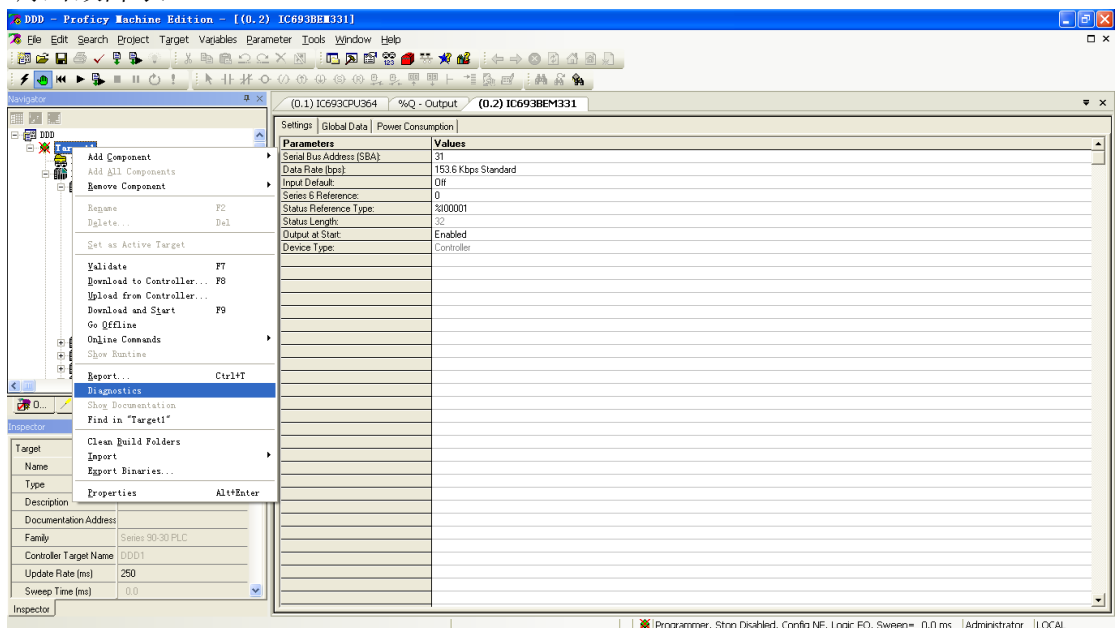 DDD - Proficy Machine Edition - [(0.2) IC693BEM331]
File Edit Search Project Target Variables Parameter Tools Window Help
Navigator
(0.1) IC693CPU364 %Q - Output (0.2) IC693BEM331
Settings Global Data Power Consumption
DDD
Parameters Values
Serial Bus Address (SBA): 31
Data Rate (bps): 153.6 Kbps Standard
Input Default: Off
Series 6 Reference: 0
Status Reference Type: %I00001
Status Length: 32
Output at Start: Enabled
Device Type: Controller
Add Component
Add All Components
Remove Component
Rename F2
Delete... Del
Set as Active Target
Validate F7
Download to Controller... F8
Upload from Controller...
Download and Start F9
Go Offline
Online Commands
Show Runtime
Report... Ctrl+T
Diagnostics
Show Documentation
Find in "Target1"
Clean Build Folders
Import
Export Binaries...
Properties Alt+Enter
O...
Inspector
Target
Name
Type
Description
Documentation Address
Family Series 90-30 PLC
Controller Target Name DDD1
Update Rate (ms) 250
Sweep Time (ms) 0.0
Inspector
Programmer, Stop Disabled, Config NE, Logic EQ, Sweep= 0.0 ms Administrator LOCAL